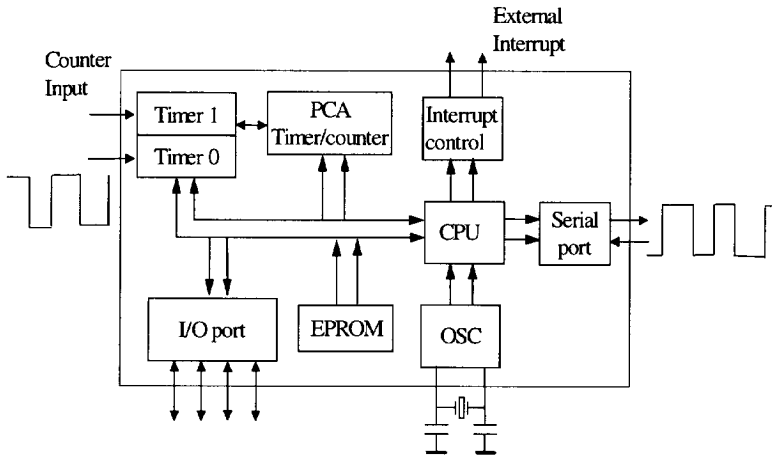 External
Interrupt
Counter
Input
Timer 1
Timer 0
PCA
Timer/counter
Interrupt
control
CPU
Serial
port
I/O port
EPROM
OSC